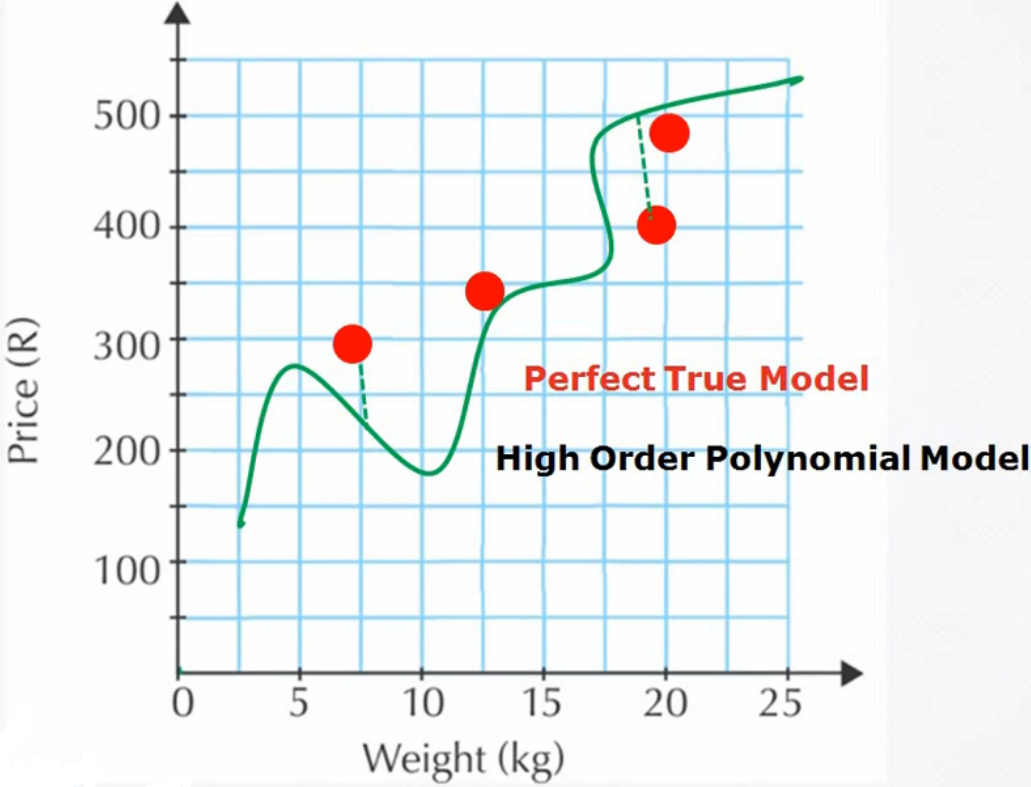 500
400
300
200
100
Price (R)
Perfect True Model
High Order Polynomial Model
0 5 10 15 20 25
Weight (kg)